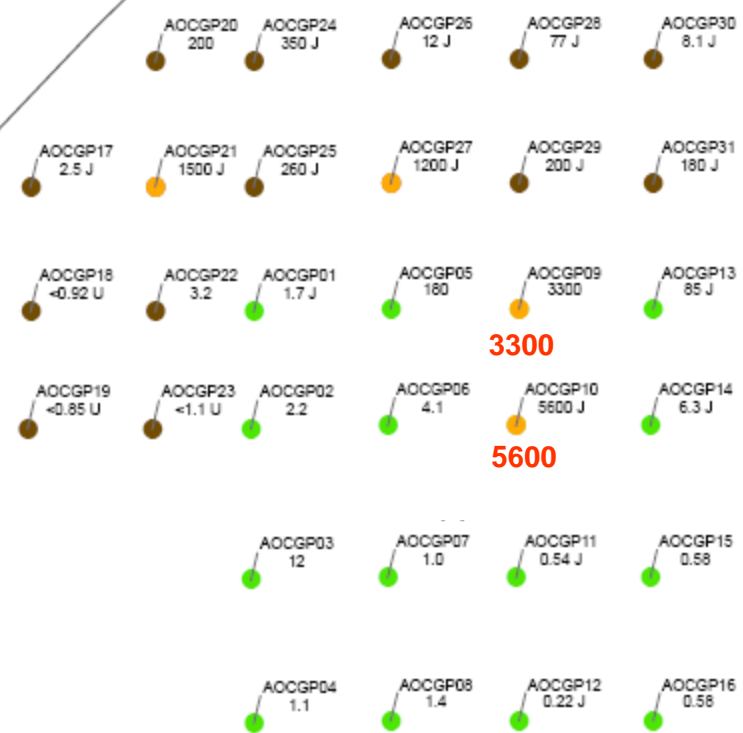 AOCGP20 AOCGP24 AOCGP26 AOCGP28 AOCGP30
200 350 J 12 J 77 J 8.1 J
AOCGP17 AOCGP21 AOCGP25 AOCGP27 AOCGP29 AOCGP31
2.5 J 1500 J 260 J 1200 J 200 J 180 J
AOCGP18 AOCGP22 AOCGP01 AOCGP05 AOCGP09 AOCGP13
<0.92 U 3.2 1.7 J 180 3300 85 J
3300
AOCGP19 AOCGP23 AOCGP02 AOCGP06 AOCGP10 AOCGP14
<0.85 U <1.1 U 2.2 4.1 5600 J 6.3 J
5600
AOCGP03 AOCGP07 AOCGP11 AOCGP15
12 1.0 0.54 J 0.58
AOCGP04 AOCGP08 AOCGP12 AOCGP16
1.1 1.4 0.22 J 0.58